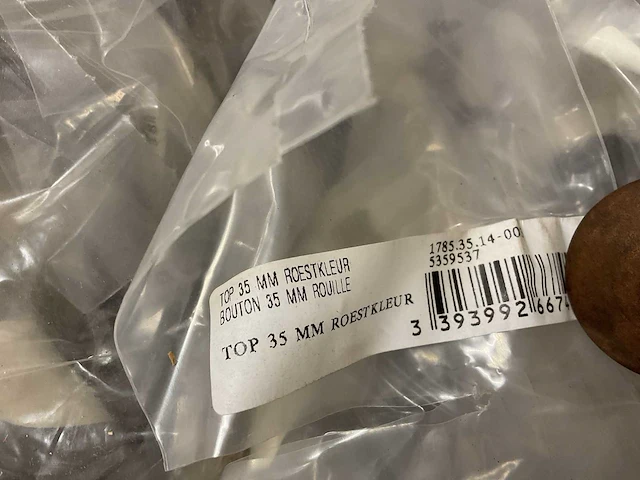 TOP 35 MM ROESTKLEUR
BOUTON 35 MM ROUILLE
TOP 35 MM ROESTKLEUR
1785.35.14-00
5359537
3 393992 667